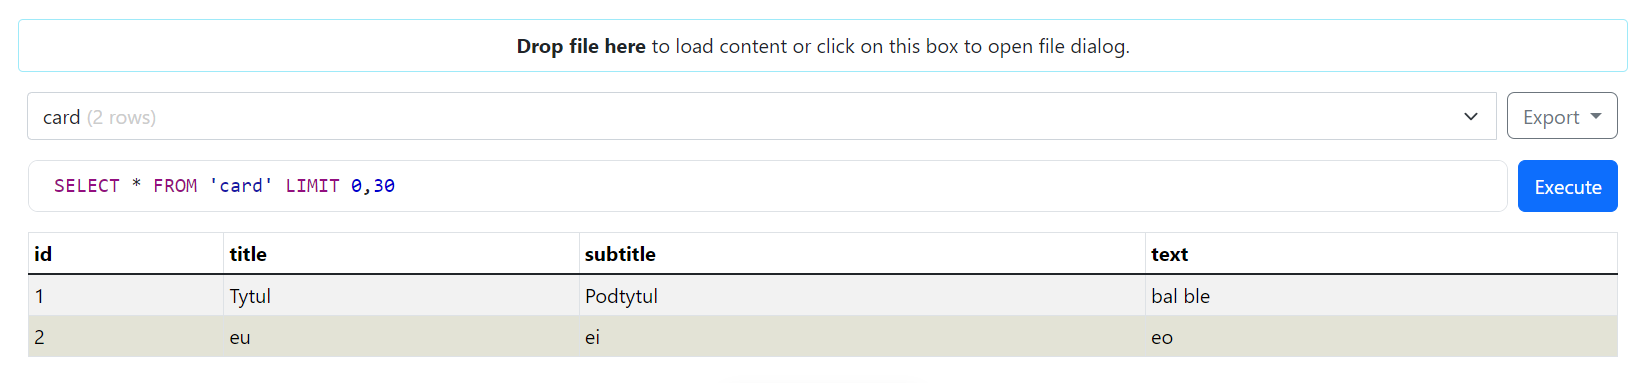 Drop file here to load content or click on this box to open file dialog.
card (2 rows)
Export
SELECT * FROM 'card' LIMIT 0,30
Execute
id title subtitle text
1 Tytul Podtytul bal ble
2 eu ei eo